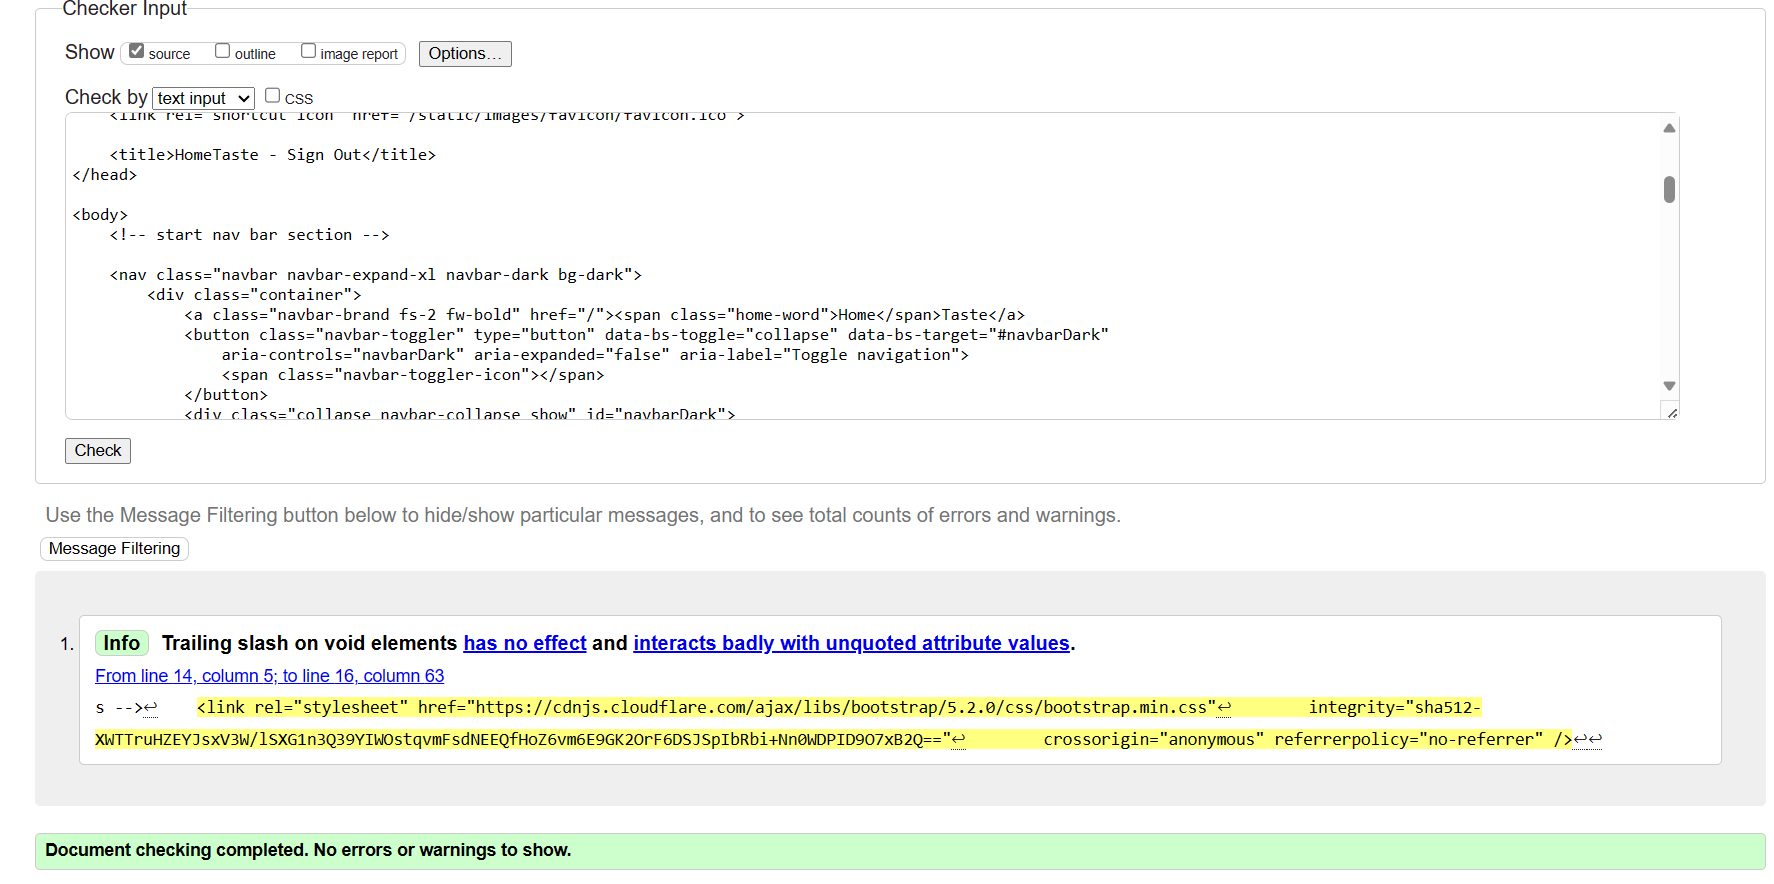 Checker Input
Show source outline image report Options…
Check by text input CSS
<link rel="shortcut icon" href="/static/images/favicon/favicon.ico">
<title>HomeTaste - Sign Out</title>
</head>
<body>
<!-- start nav bar section -->
<nav class="navbar navbar-expand-xl navbar-dark bg-dark">
<div class="container">
<a class="navbar-brand fs-2 fw-bold" href="/"><span class="home-word">Home</span>Taste</a>
<button class="navbar-toggler" type="button" data-bs-toggle="collapse" data-bs-target="#navbarDark"
aria-controls="navbarDark" aria-expanded="false" aria-label="Toggle navigation">
<span class="navbar-toggler-icon"></span>
</button>
<div class="collapse navbar-collapse show" id="navbarDark">
Check
Use the Message Filtering button below to hide/show particular messages, and to see total counts of errors and warnings.
Message Filtering
1. Info Trailing slash on void elements has no effect and interacts badly with unquoted attribute values.
From line 14, column 5; to line 16, column 63
s -->↩ <link rel="stylesheet" href="https://cdnjs.cloudflare.com/ajax/libs/bootstrap/5.2.0/css/bootstrap.min.css"↩ integrity="sha512-
XWTTruHZEYJsxV3W/lSXG1n3Q39YIWOstqvmFsdNEEQfHoZ6vm6E9GK2OrF6DSJSpIbRbi+Nn0WDPID9O7xB2Q=="↩ crossorigin="anonymous" referrerpolicy="no-referrer" />↩↩
Document checking completed. No errors or warnings to show.